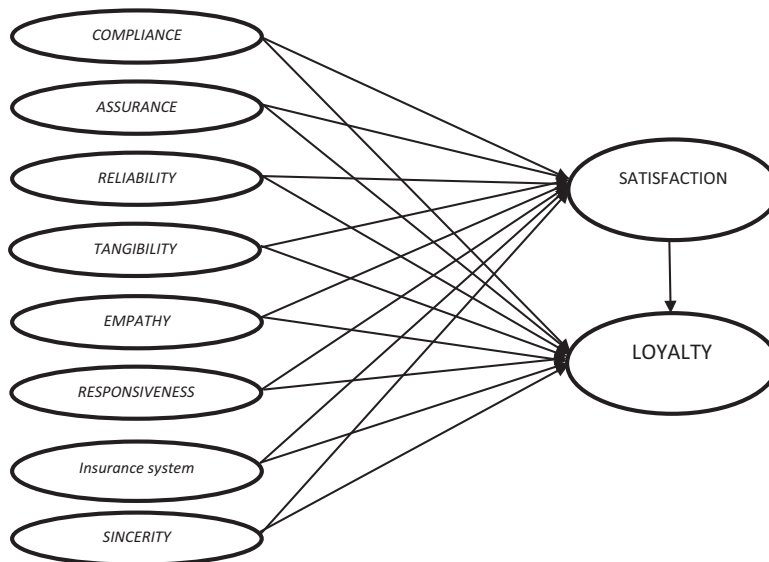 COMPLIANCE
ASSURANCE
RELIABILITY
TANGIBILITY
EMPATHY
RESPONSIVENESS
Insurance system
SINCERITY
SATISFACTION
LOYALTY